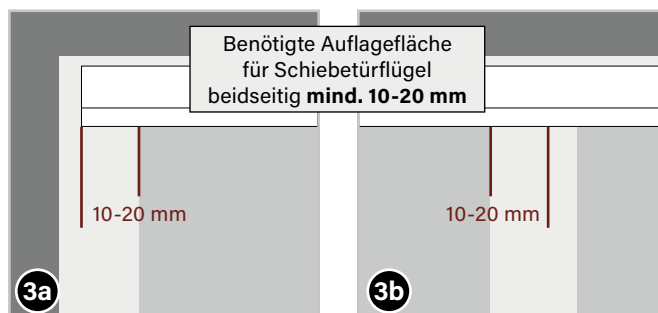 Benötigte Auflagefläche
für Schiebetürflügel
beidseitig mind. 10-20 mm
10-20 mm
10-20 mm
3a
3b